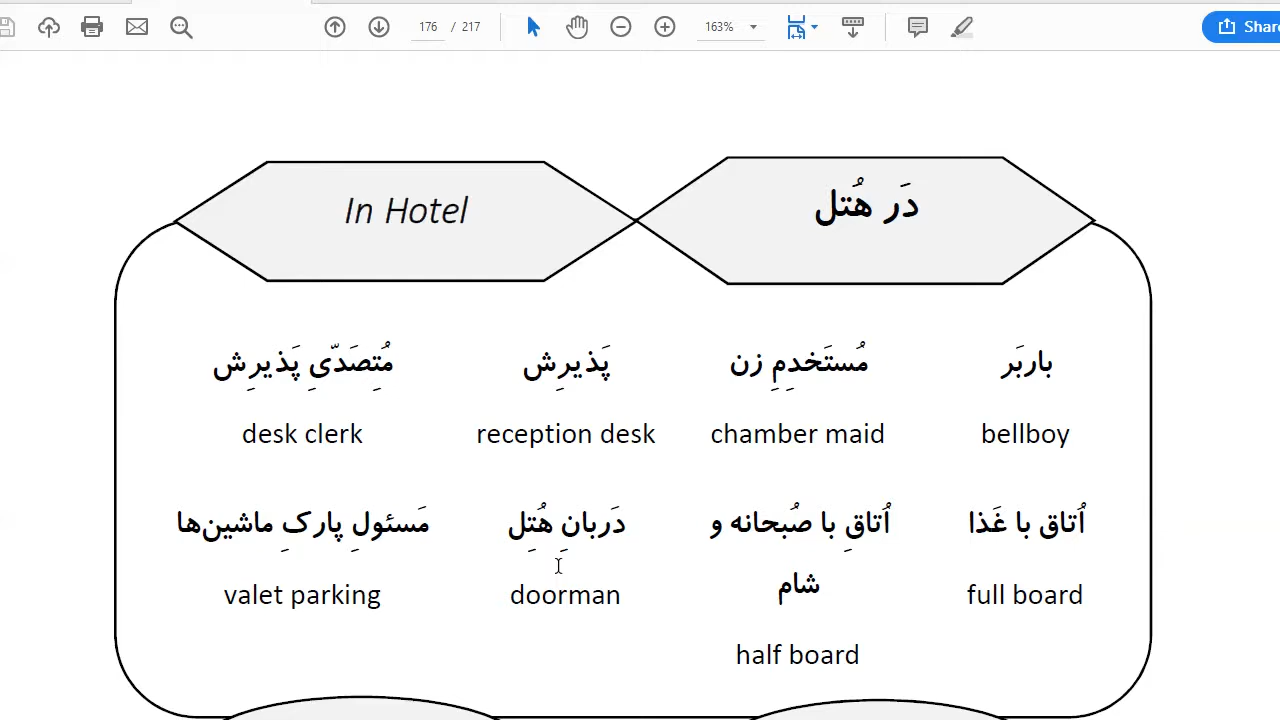 176 / 217
163%
Share
In Hotel
دَر هُتل
باربَر
مُستَخدِمِ زن
پَذیرِش
مُتِصَدّیِ پَذیرِش
bellboy
chamber maid
reception desk
desk clerk
اُتاق با غَذا
اُتاقِ با صُبحانه و
شام
دَربانِ هُتِل
مَسئولِ پارکِ ماشین‌ها
full board
half board
doorman
valet parking